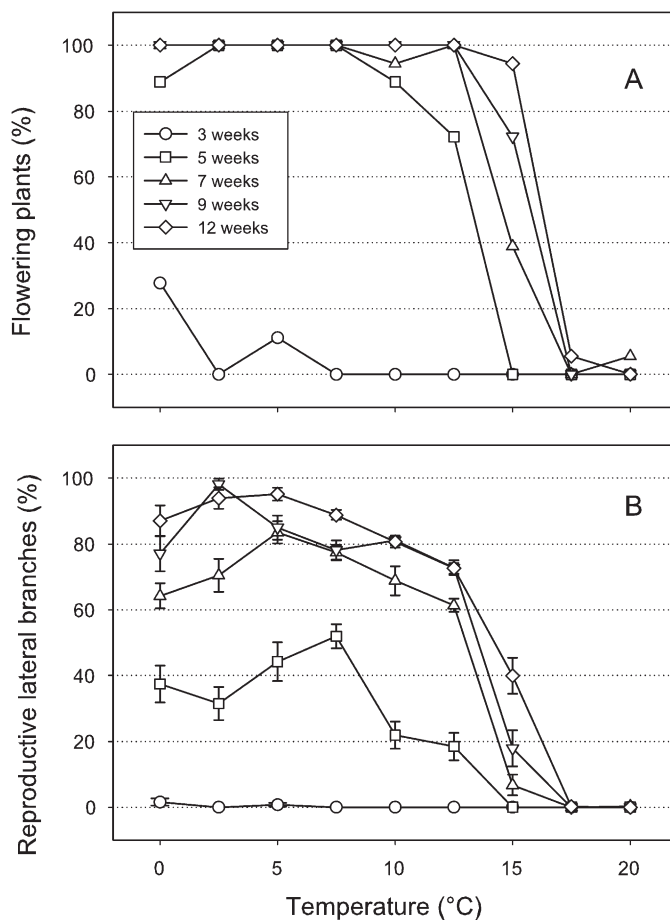 100
80
60
40
20
0
Flowering plants (%)
A
3 weeks
5 weeks
7 weeks
9 weeks
12 weeks
100
80
60
40
20
0
Reproductive lateral branches (%)
B
0
5
10
15
20
Temperature (°C)